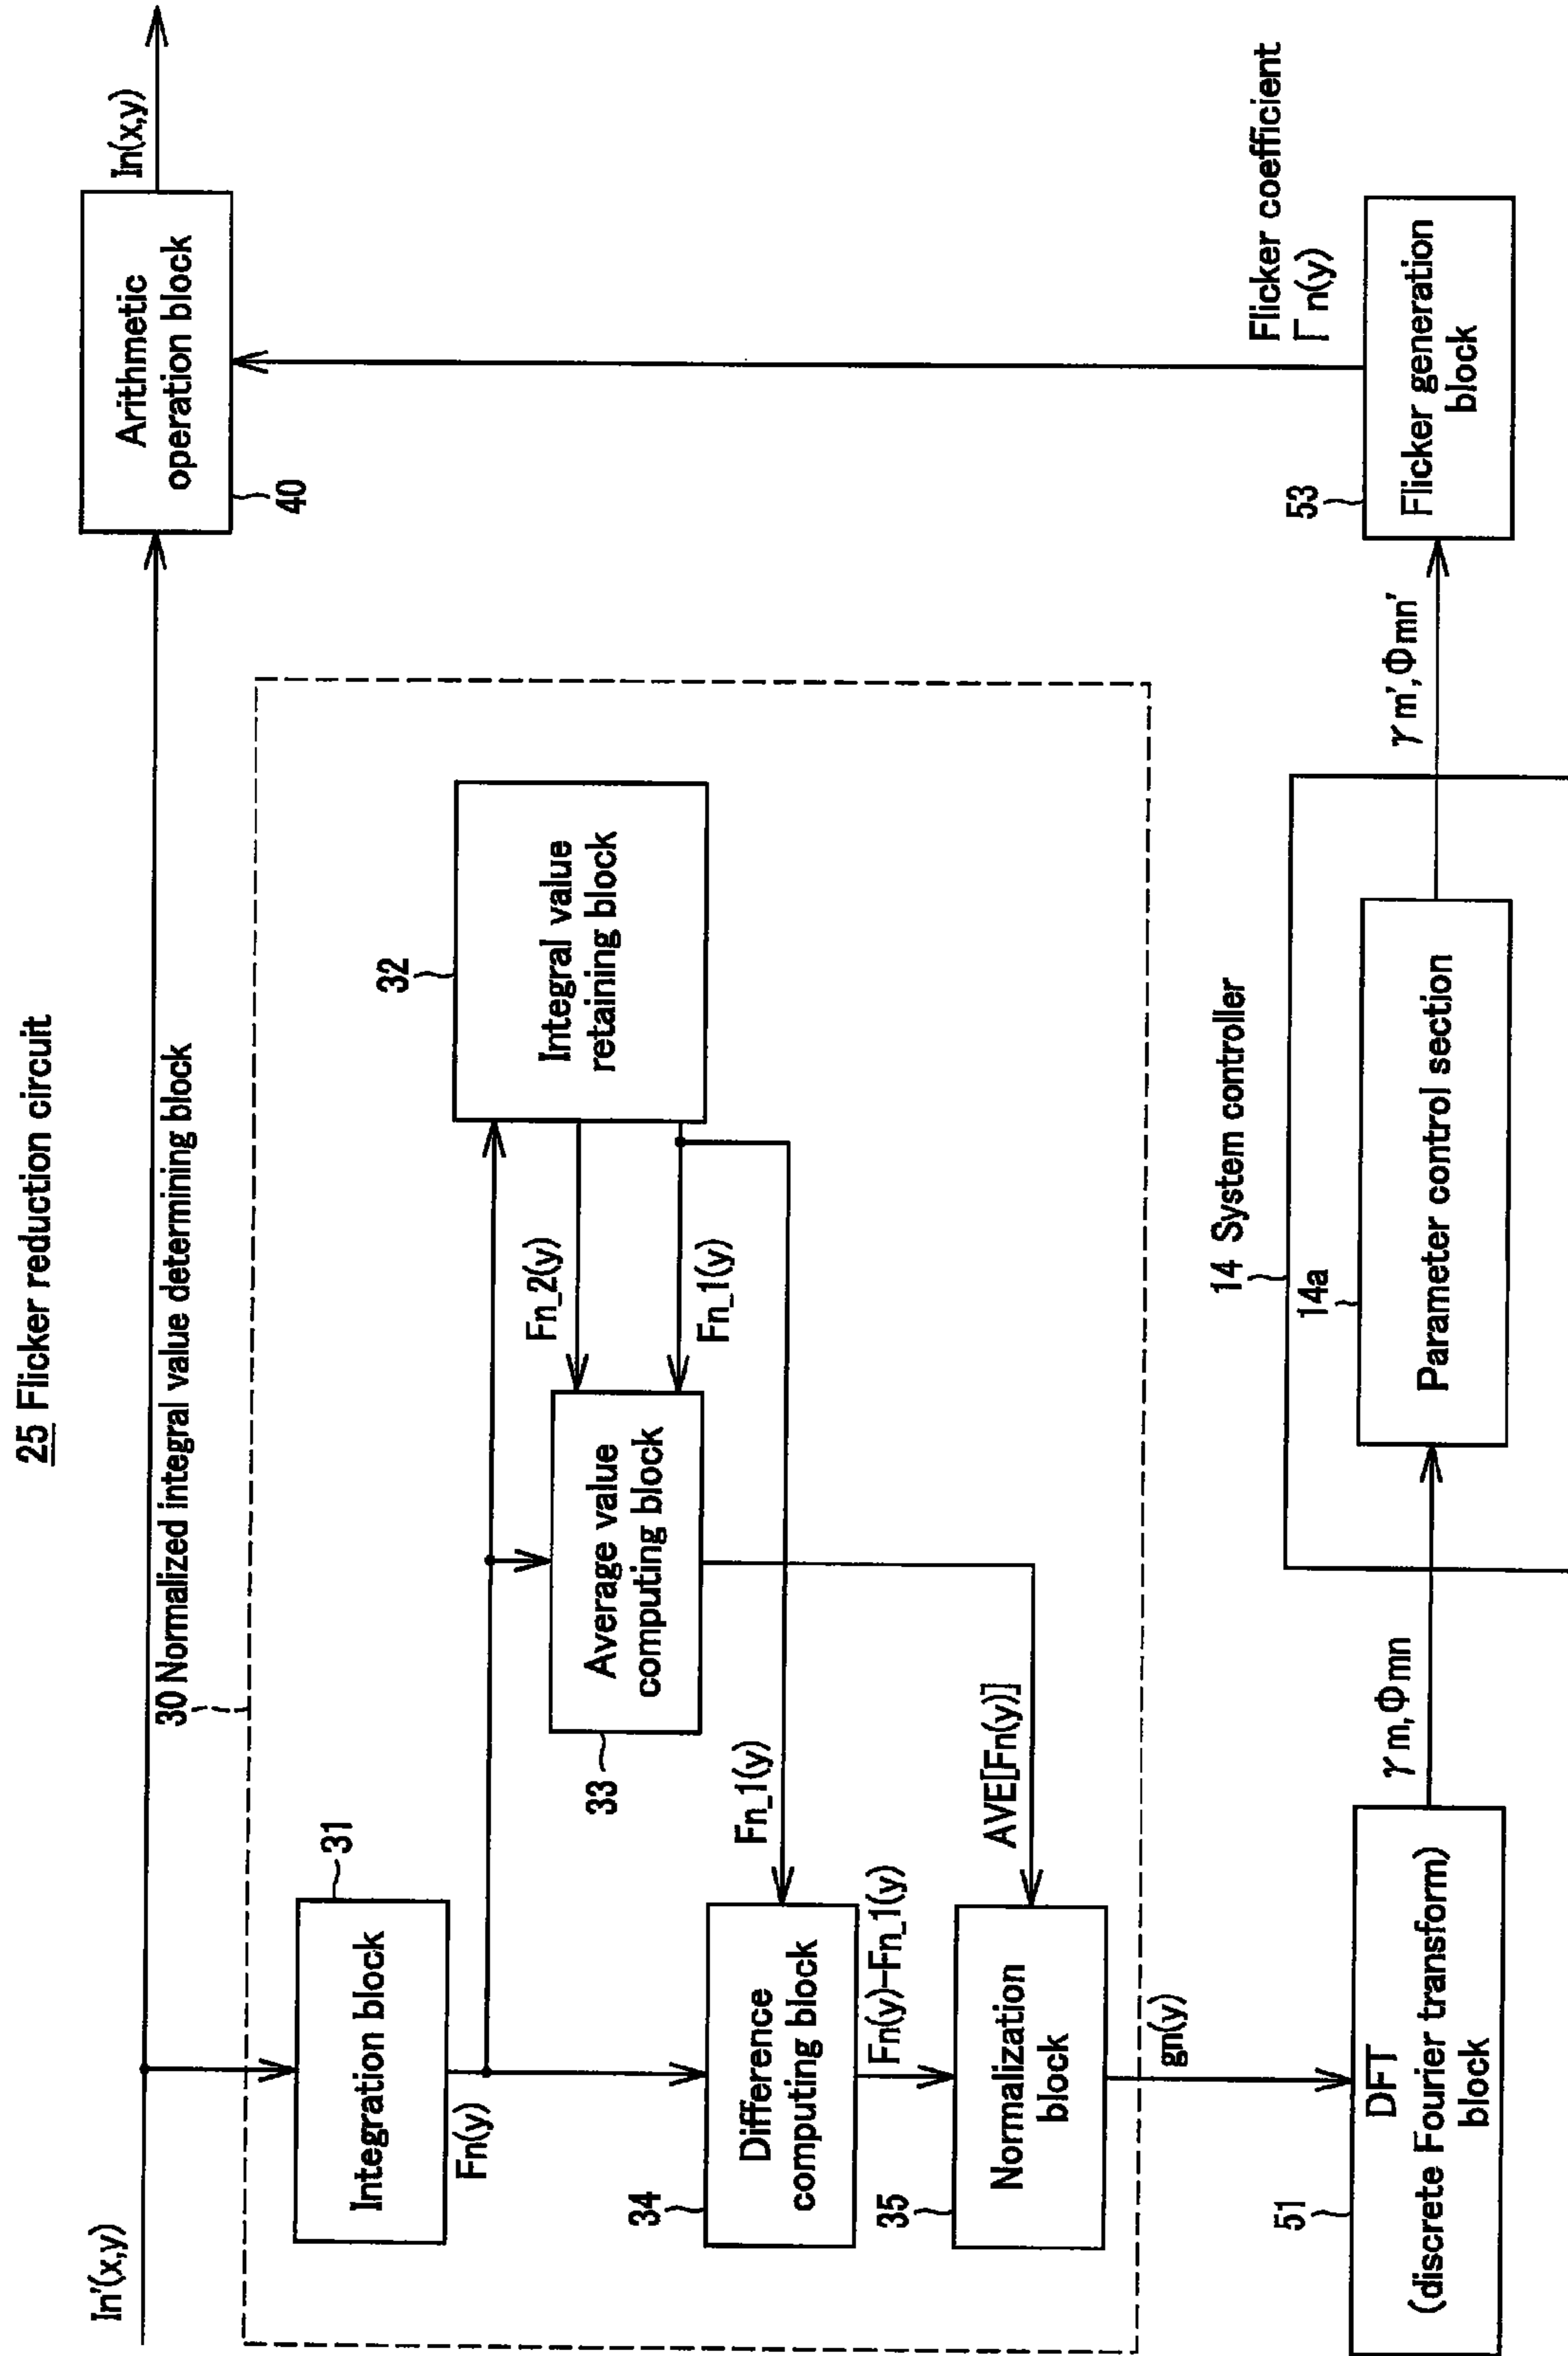 25 Flicker reduction circuit
In'(x,y)
In(x,y)
Arithmetic
operation block
40
30 Normalized integral value determining block
31
Integration block
Fn(y)
32
Integral value
retaining block
Fn_2(y)
Fn_1(y)
Average value
computing block
33
Fn_1(y)
34
Difference
computing block
Fn(y)-Fn_1(y)
AVE[Fn(y)]
35
Normalization
block
gn(y)
51
DFT
(discrete Fourier transform)
block
γm,Φmn
14 System controller
14a
Parameter control section
γm',Φmn'
53
Flicker generation
block
Flicker coefficient
Γn(y)